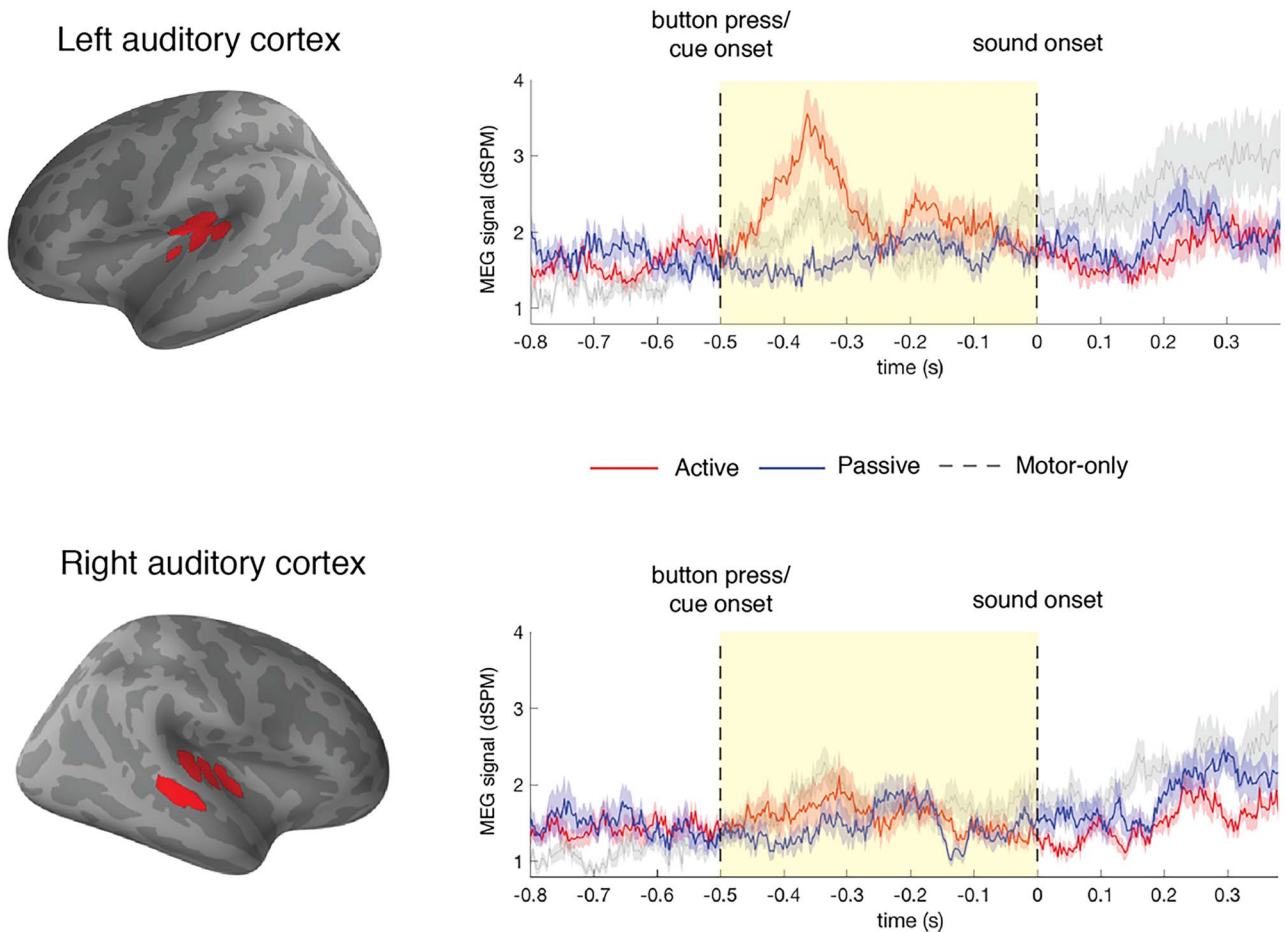 Left auditory cortex
button press/
cue onset
sound onset
4
3
2
1
MEG signal (dSPM)
-0.8 -0.7 -0.6 -0.5 -0.4 -0.3 -0.2 -0.1 0 0.1 0.2 0.3
time (s)
Active Passive Motor-only
Right auditory cortex
button press/
cue onset
sound onset
4
3
2
1
MEG signal (dSPM)
-0.8 -0.7 -0.6 -0.5 -0.4 -0.3 -0.2 -0.1 0 0.1 0.2 0.3
time (s)